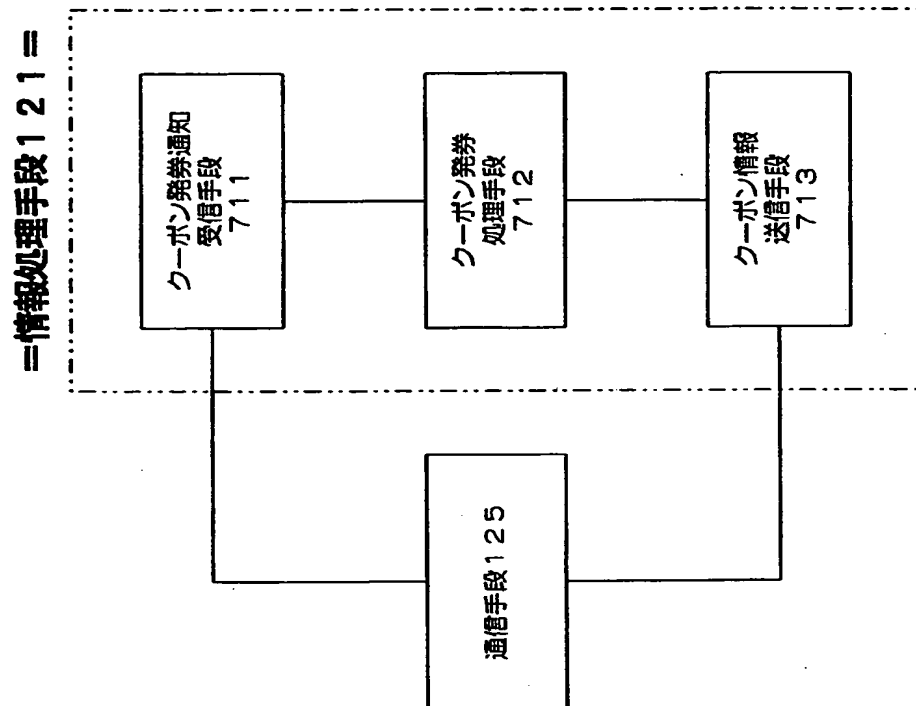 =情報処理手段121=
クーポン発券通知
受信手段
711
クーポン発券
処理手段
712
クーポン情報
送信手段
713
通信手段125